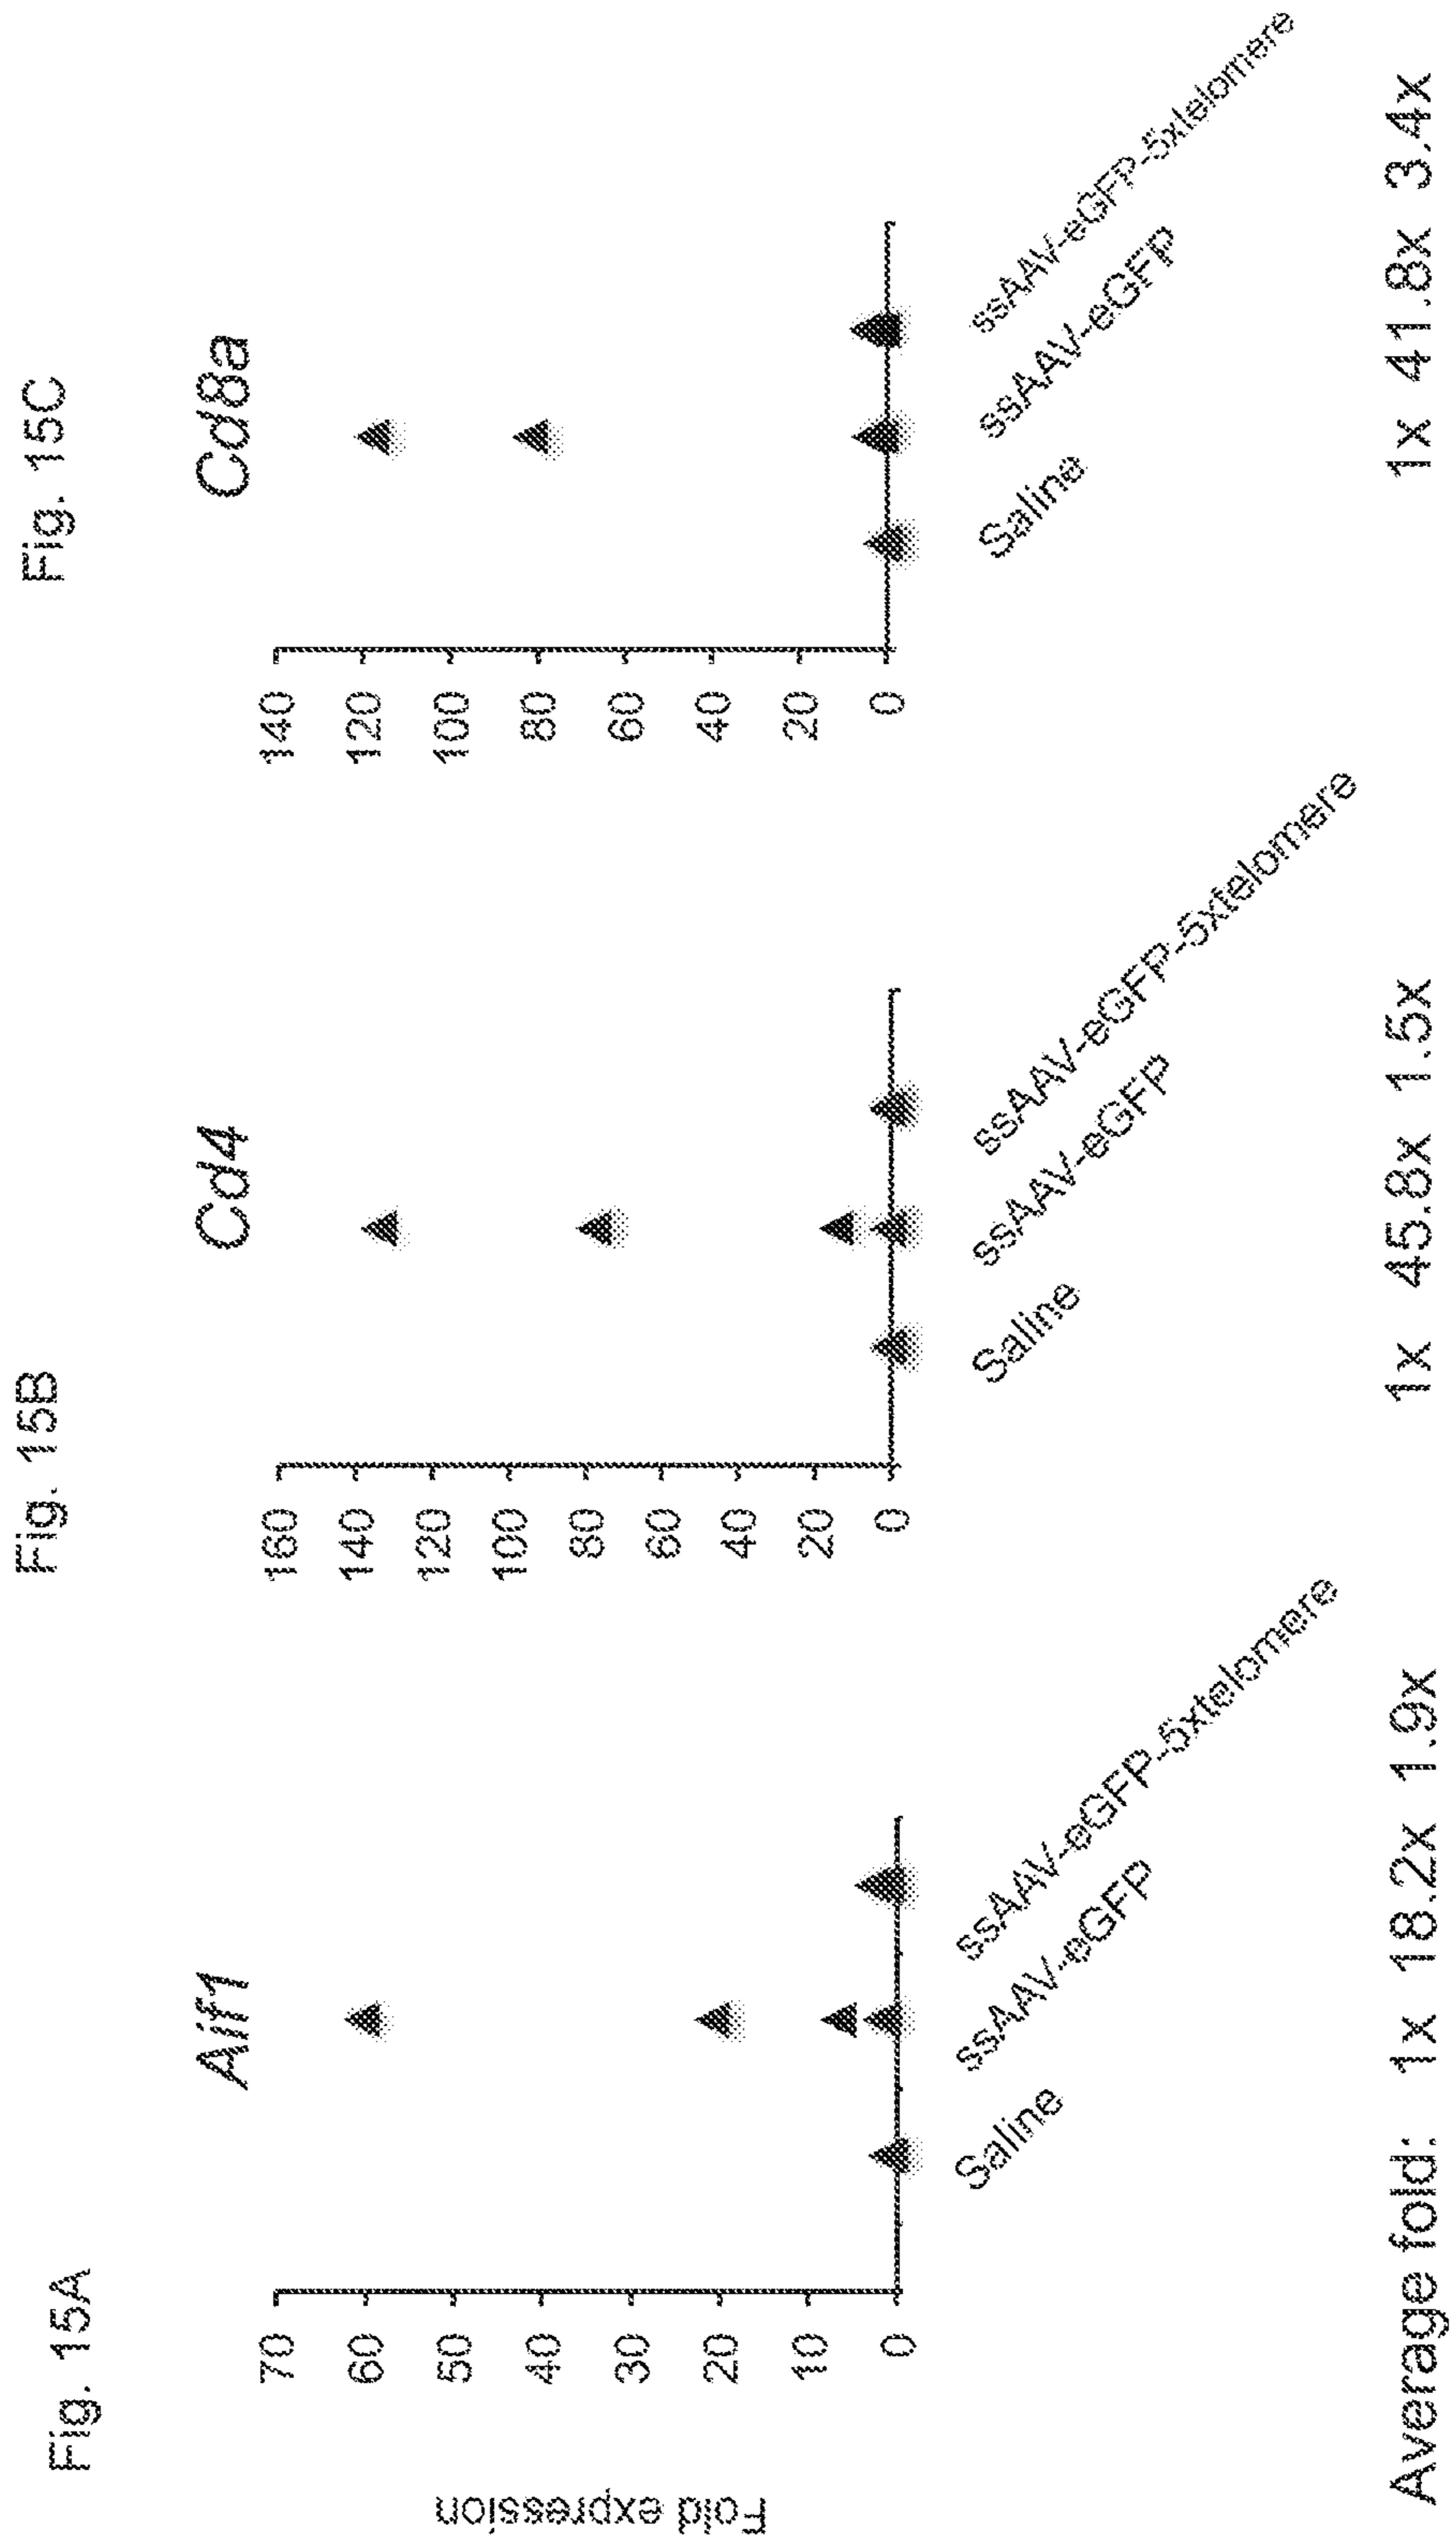 Fig. 15A
Aif1
Fold expression
70
60
50
40
30
20
10
0
Saline
ssAAV-eGFP
ssAAV-eGFP-5xtelomere
Average fold: 1x 18.2x 1.9x
Fig. 15B
Cd4
160
140
120
100
80
60
40
20
0
Saline
ssAAV-eGFP
ssAAV-eGFP-5xtelomere
1x 45.8x 1.5x
Fig. 15C
Cd8a
140
120
100
80
60
40
20
0
Saline
ssAAV-eGFP
ssAAV-eGFP-5xtelomere
1x 41.8x 3.4x